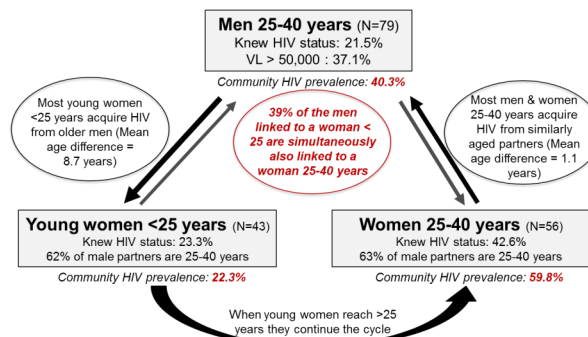 Men 25-40 years (N=79)
Knew HIV status: 21.5%
VL > 50,000 : 37.1%
Community HIV prevalence: 40.3%
Most young women
<25 years acquire HIV
from older men (Mean
age difference =
8.7 years)
39% of the men
linked to a woman <
25 are simultaneously
also linked to a
woman 25-40 years
Most men & women
25-40 years acquire
HIV from similarly
aged partners (Mean
age difference = 1.1
years)
Young women <25 years (N=43)
Knew HIV status: 23.3%
62% of male partners are 25-40 years
Community HIV prevalence: 22.3%
Women 25-40 years (N=56)
Knew HIV status: 42.6%
63% of male partners are 25-40 years
Community HIV prevalence: 59.8%
When young women reach >25
years they continue the cycle